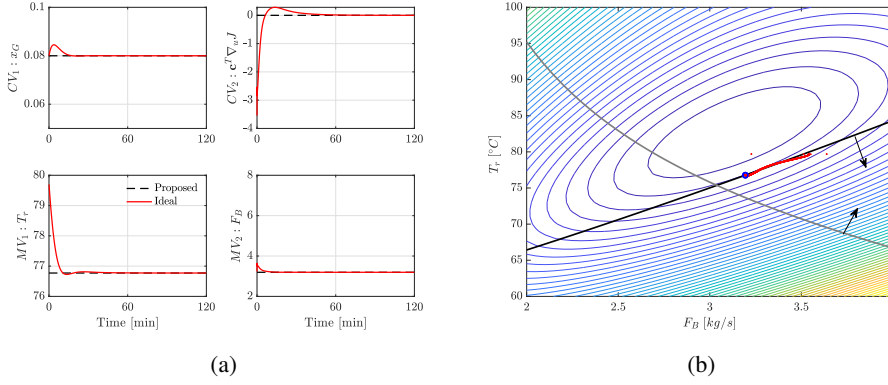 0.1
0.08
0.06
CV₁ : x_G
0 60 120
0
-1
-2
-3
-4
CV₂ : cᵀ∇ᵤJ
0 60 120
80
79
78
77
76
MV₁ : Tᵣ
Proposed
Ideal
0 60 120
Time [min]
8
6
4
2
MV₂ : F_B
0 60 120
Time [min]
(a)
100
95
90
85
80
75
70
65
60
Tᵣ [°C]
2 2.5 3 3.5
F_B [kg/s]
(b)